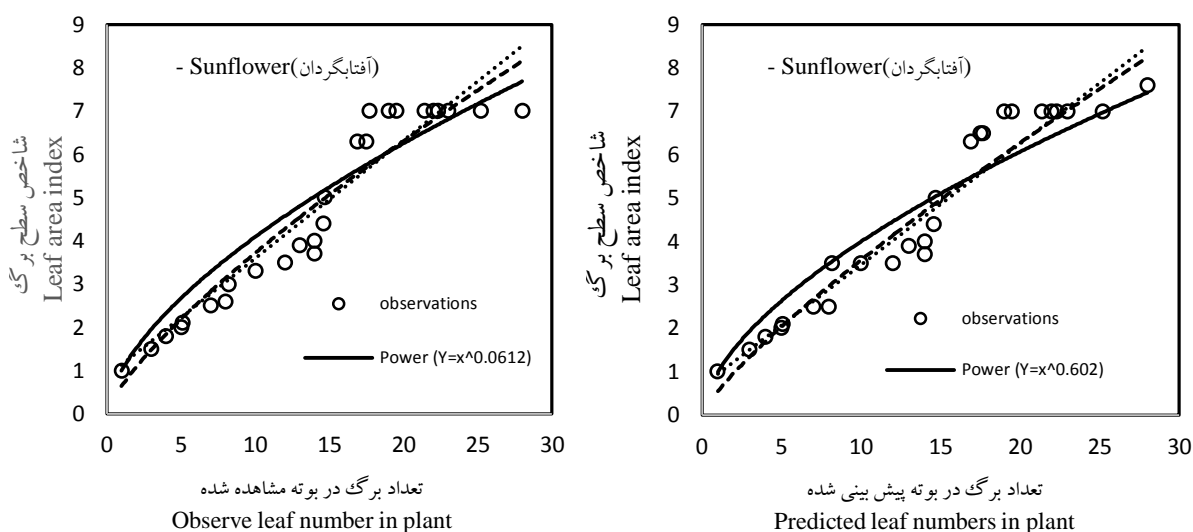 9
8
7
6
5
4
3
2
1
0
- Sunflower(آفتابگردان)
شاخص سطح برگ
Leaf area index
observations
Power (Y=x^0.0612)
0 5 10 15 20 25 30
تعداد برگ در بوته مشاهده شده
Observe leaf number in plant
9
8
7
6
5
4
3
2
1
0
- Sunflower(آفتابگردان)
شاخص سطح برگ
Leaf area index
observations
Power (Y=x^0.602)
0 5 10 15 20 25 30
تعداد برگ در بوته پیش بینی شده
Predicted leaf numbers in plant